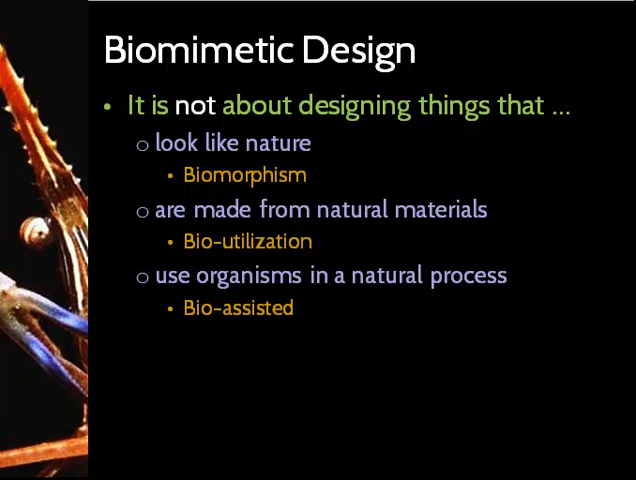 Biomimetic Design
• It is not about designing things that ...
o look like nature
• Biomorphism
o are made from natural materials
• Bio-utilization
o use organisms in a natural process
• Bio-assisted